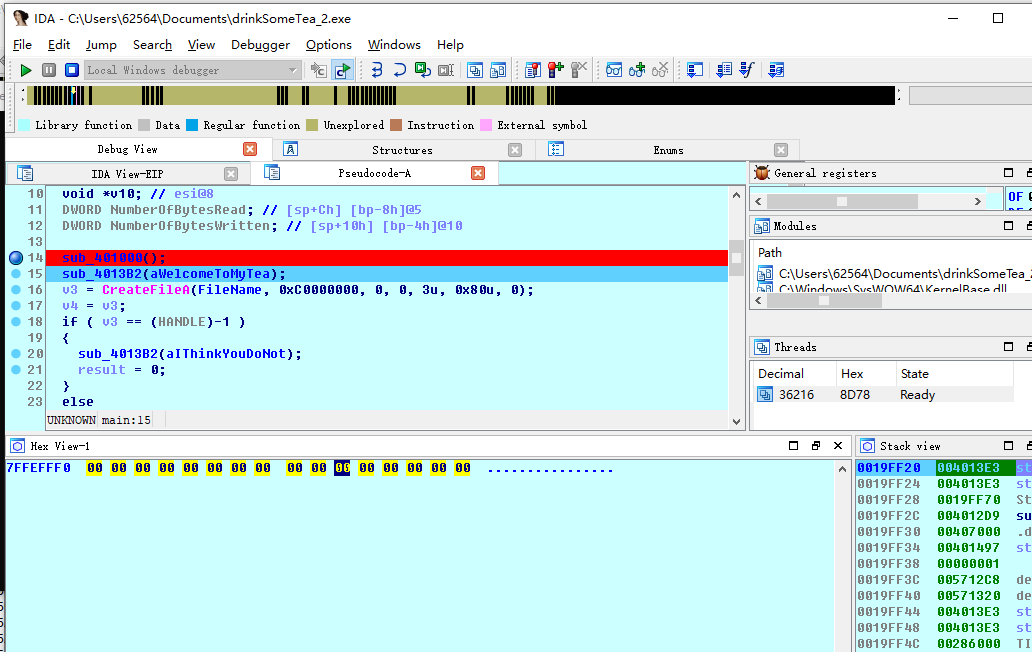 IDA - C:\Users\62564\Documents\drinkSomeTea_2.exe
File Edit Jump Search View Debugger Options Windows Help
Local Windows debugger
Library function Data Regular function Unexplored Instruction External symbol
Debug View Structures Enums
IDA View-EIP Pseudocode-A General registers
10 void *v10; // esi@8
11 DWORD NumberOfBytesRead; // [sp+Ch] [bp-8h]@5
12 DWORD NumberOfBytesWritten; // [sp+10h] [bp-4h]@10
13
14 sub_401000();
15 sub_4013B2(aWelcomeToMyTea);
16 v3 = CreateFileA(FileName, 0xC0000000, 0, 0, 3u, 0x80u, 0);
17 v4 = v3;
18 if ( v3 == (HANDLE)-1 )
19 {
20 sub_4013B2(aIThinkYouDoNot);
21 result = 0;
22 }
23 else
UNKNOWN main:15
OF 0
Modules
Path
C:\Users\62564\Documents\drinkSomeTea_2
C:\Windows\SysWOW64\KernelBase.dll
Threads
Decimal Hex State
36216 8D78 Ready
Hex View-1
7FFEFFF0 00 00 00 00 00 00 00 00 00 00 00 00 00 00 00 00 ................
Stack view
0019FF20 004013E3 st
0019FF24 004013E3 st
0019FF28 0019FF70 St
0019FF2C 004012D9 su
0019FF30 00407000 .d
0019FF34 00401497 st
0019FF38 00000001
0019FF3C 005712C8 de
0019FF40 00571320 de
0019FF44 004013E3 st
0019FF48 004013E3 st
0019FF4C 00286000 TI